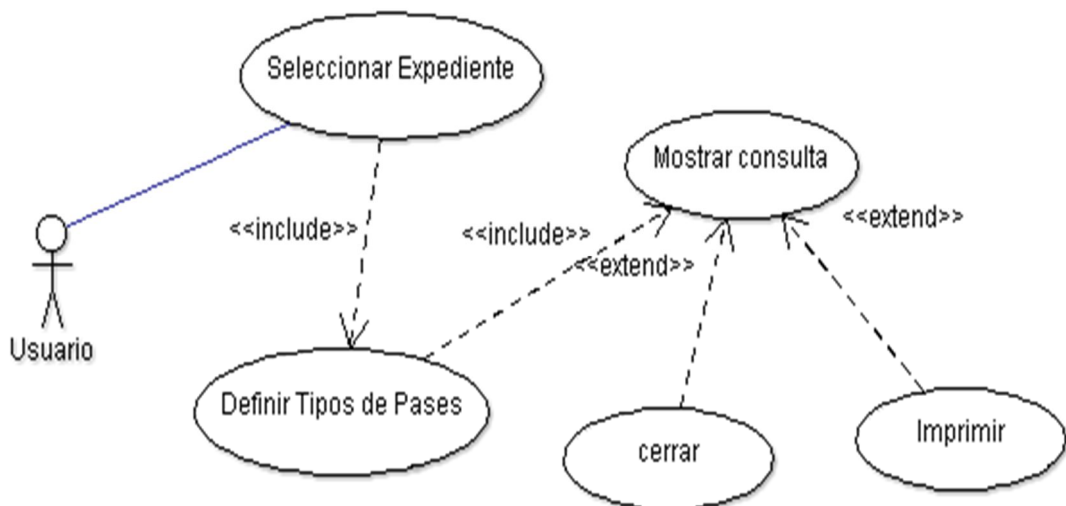 Seleccionar Expediente
Mostrar consulta
<<extend>>
<<include>>
<<include>>
<<extend>>
Usuario
Definir Tipos de Pases
cerrar
Imprimir